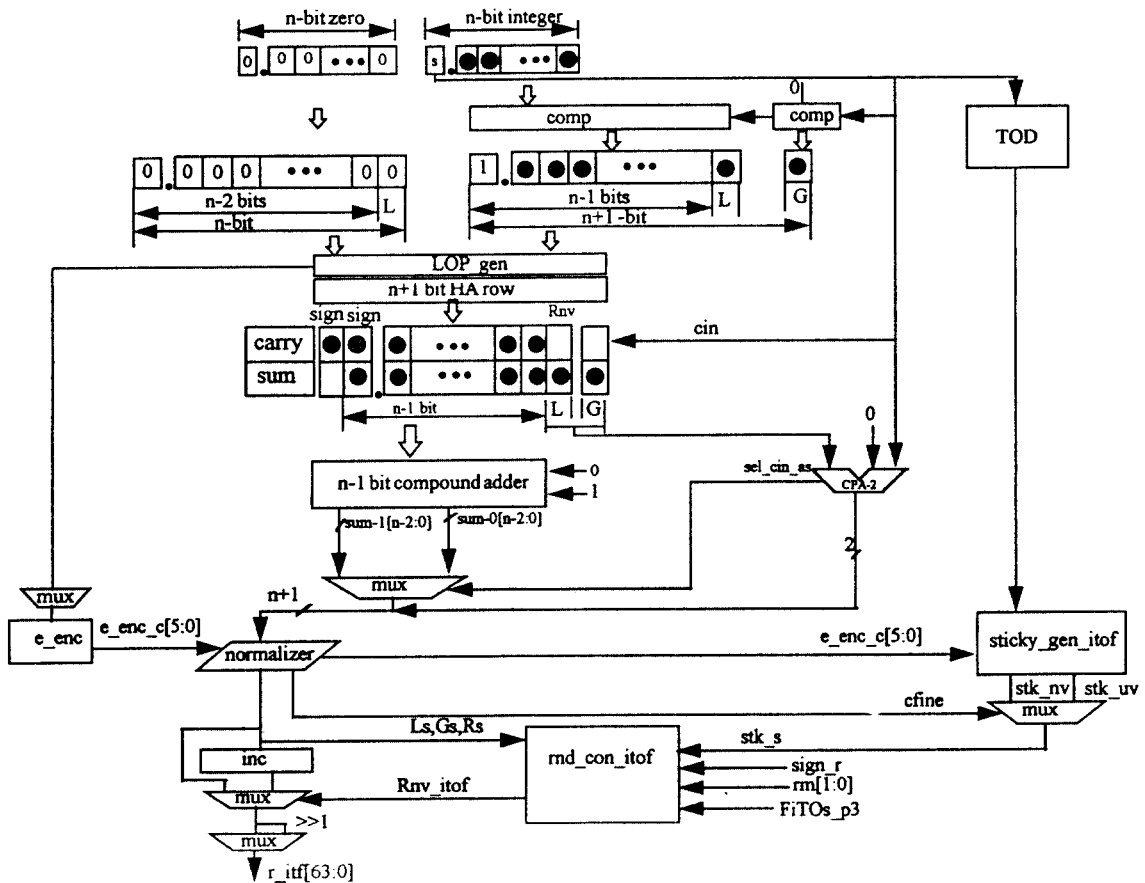 n-bit zero
n-bit integer
0 . 0 0 ••• 0
s . •••
0
comp
comp
TOD
0 . 0 0 0 ••• 0 0
1 . •••
n-2 bits
L
n-bit
n-1 bits
L
G
n+1 -bit
LOP_gen
n+1 bit HA row
sign sign
Rnv
cin
carry •••
sum •••
n-1 bit
L
G
0
sel_cin_as
CPA-2
n-1 bit compound adder
0
1
sum-1[n-2:0]
sum-0[n-2:0]
2
mux
mux
n+1
e_enc
e_enc_c[5:0]
normalizer
e_enc_c[5:0]
sticky_gen_itof
stk_nv
stk_uv
cfine
mux
Ls,Gs,Rs
rnd_con_itof
stk_s
inc
sign_r
Rnv_itof
rm[1:0]
mux
FiTOs_p3
>>1
mux
r_itf[63:0]